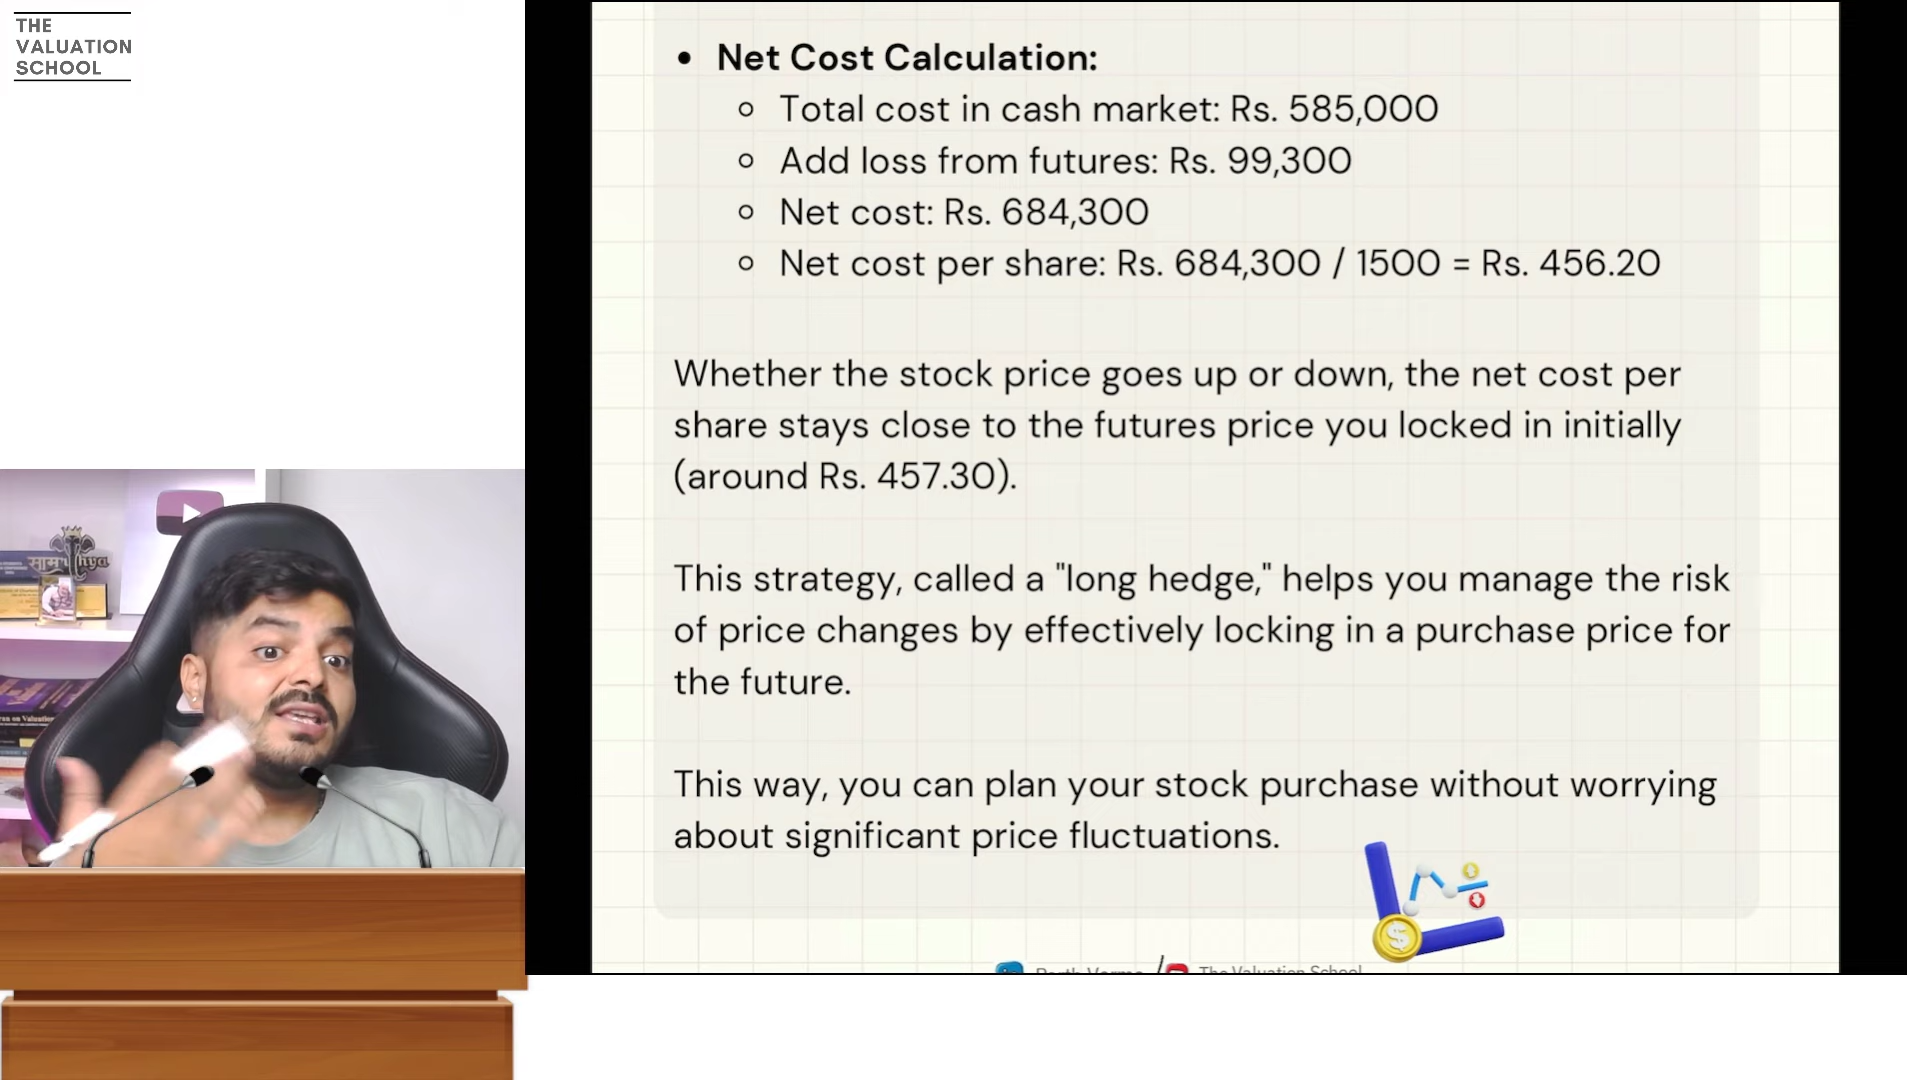 THE
VALUATION
SCHOOL
• Net Cost Calculation:
○ Total cost in cash market: Rs. 585,000
○ Add loss from futures: Rs. 99,300
○ Net cost: Rs. 684,300
○ Net cost per share: Rs. 684,300 / 1500 = Rs. 456.20
Whether the stock price goes up or down, the net cost per
share stays close to the futures price you locked in initially
(around Rs. 457.30).
This strategy, called a "long hedge," helps you manage the risk
of price changes by effectively locking in a purchase price for
the future.
This way, you can plan your stock purchase without worrying
about significant price fluctuations.
$
The Valuation School